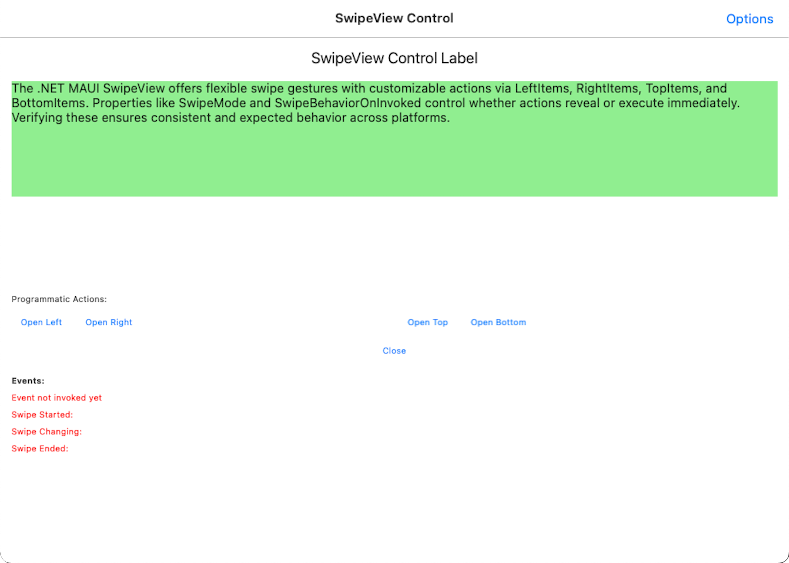 SwipeView Control
Options
SwipeView Control Label
The .NET MAUI SwipeView offers flexible swipe gestures with customizable actions via LeftItems, RightItems, TopItems, and
BottomItems. Properties like SwipeMode and SwipeBehaviorOnInvoked control whether actions reveal or execute immediately.
Verifying these ensures consistent and expected behavior across platforms.
Programmatic Actions:
Open Left
Open Right
Open Top
Open Bottom
Close
Events:
Event not invoked yet
Swipe Started:
Swipe Changing:
Swipe Ended: